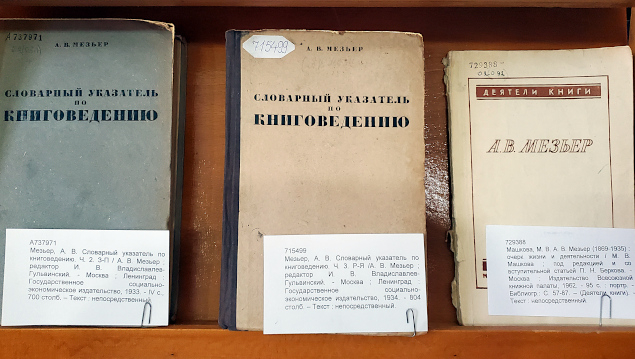 А737971
А. В. МЕЗЬЕР
СЛОВАРНЫЙ УКАЗАТЕЛЬ
ПО
КНИГОВЕДЕНИЮ
А737971
Мезьер, А. В. Словарный указатель по
книговедению. Ч. 2. З-П / А. В. Мезьер ;
редактор И. В. Владиславлев-
Гульбинский. - Москва ; Ленинград :
Государственное социально-
экономическое издательство, 1933. - IV с.,
700 столб. – Текст : непосредственный.
715499
А. В. МЕЗЬЕР
СЛОВАРНЫЙ УКАЗАТЕЛЬ
ПО
КНИГОВЕДЕНИЮ
715499
Мезьер, А. В. Словарный указатель по
книговедению. Ч. 3. Р-Я /А. В. Мезьер ;
редактор И. В. Владиславлев-
Гульбинский. - Москва ; Ленинград :
Государственное социально-
экономическое издательство, 1934. - 804
столб. – Текст : непосредственный.
729388
ДЕЯТЕЛИ КНИГИ
А. В. МЕЗЬЕР
729388
Машкова, М. В. А. В. Мезьер (1869-1935) :
очерк жизни и деятельности / М. В.
Машкова ; под редакцией и со
вступительной статьей П. Н. Беркова. -
Москва : Издательство Всесоюзной
книжной палаты, 1962. - 95 с. : портр. -
Библиогр.: С. 57-87. – (Деятели книги). –
Текст : непосредственный.